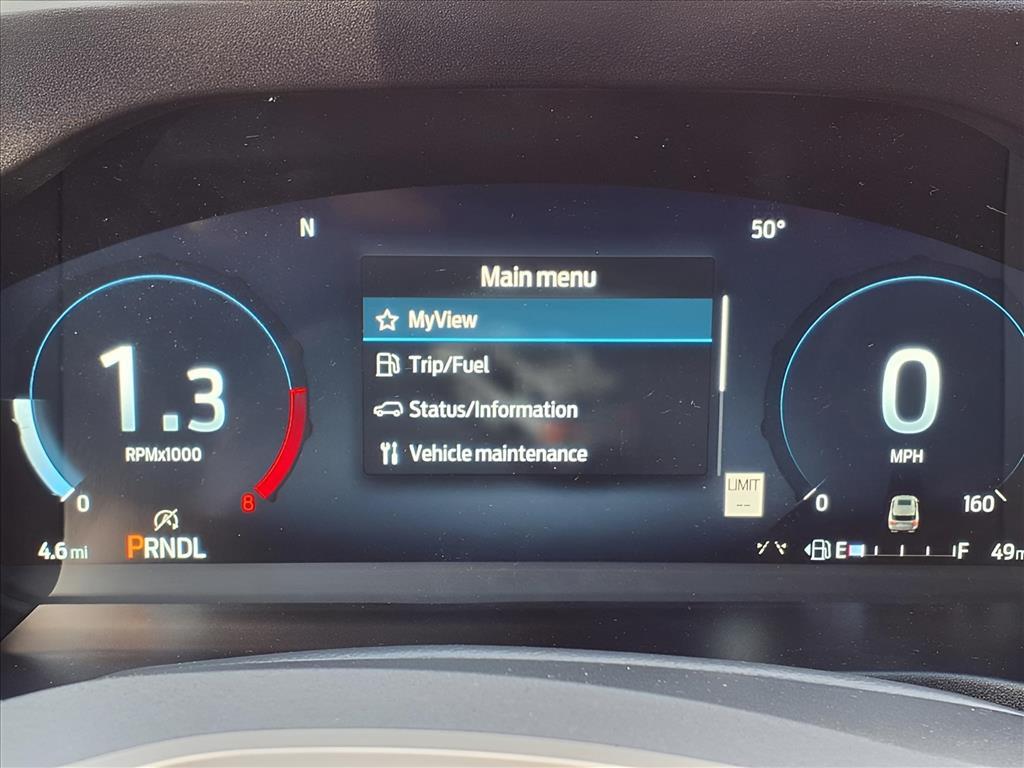 N
50°
Main menu
MyView
Trip/Fuel
Status/Information
Vehicle maintenance
1.3
RPMx1000
0
8
0
MPH
0
160
LIMIT
--
4.6 mi
PRNDL
E
F
49m